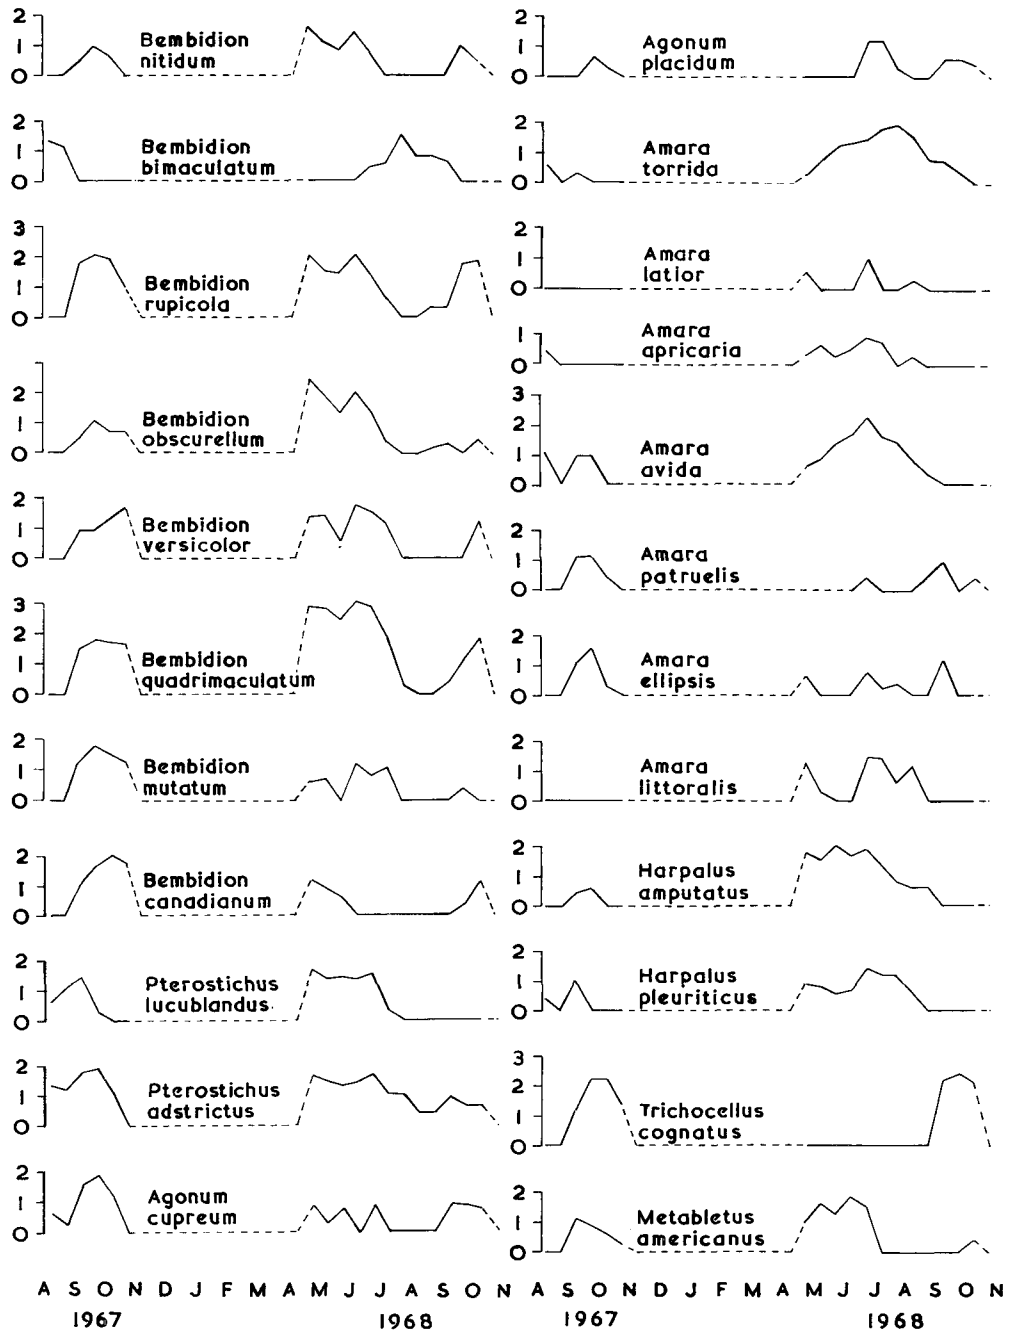 2
1
0
Bembidion
nitidum
2
1
0
Bembidion
bimaculatum
3
2
1
0
Bembidion
rupicola
2
1
0
Bembidion
obscurellum
2
1
0
Bembidion
versicolor
3
2
1
0
Bembidion
quadrimaculatum
2
1
0
Bembidion
mutatum
2
1
0
Bembidion
canadianum
2
1
0
Pterostichus
lucublandus
2
1
0
Pterostichus
adstrictus
2
1
0
Agonum
cupreum
A S O N D J F M A M J J A S O N
1967 1968
2
1
0
Agonum
placidum
2
1
0
Amara
torrida
2
1
0
Amara
latior
1
0
Amara
apricaria
3
2
1
0
Amara
avida
2
1
0
Amara
patruelis
2
1
0
Amara
ellipsis
2
1
0
Amara
littoralis
2
1
0
Harpalus
amputatus
2
1
0
Harpalus
pleuriticus
3
2
1
0
Trichocellus
cognatus
2
1
0
Metabletus
americanus
A S O N D J F M A M J J A S O N
1967 1968